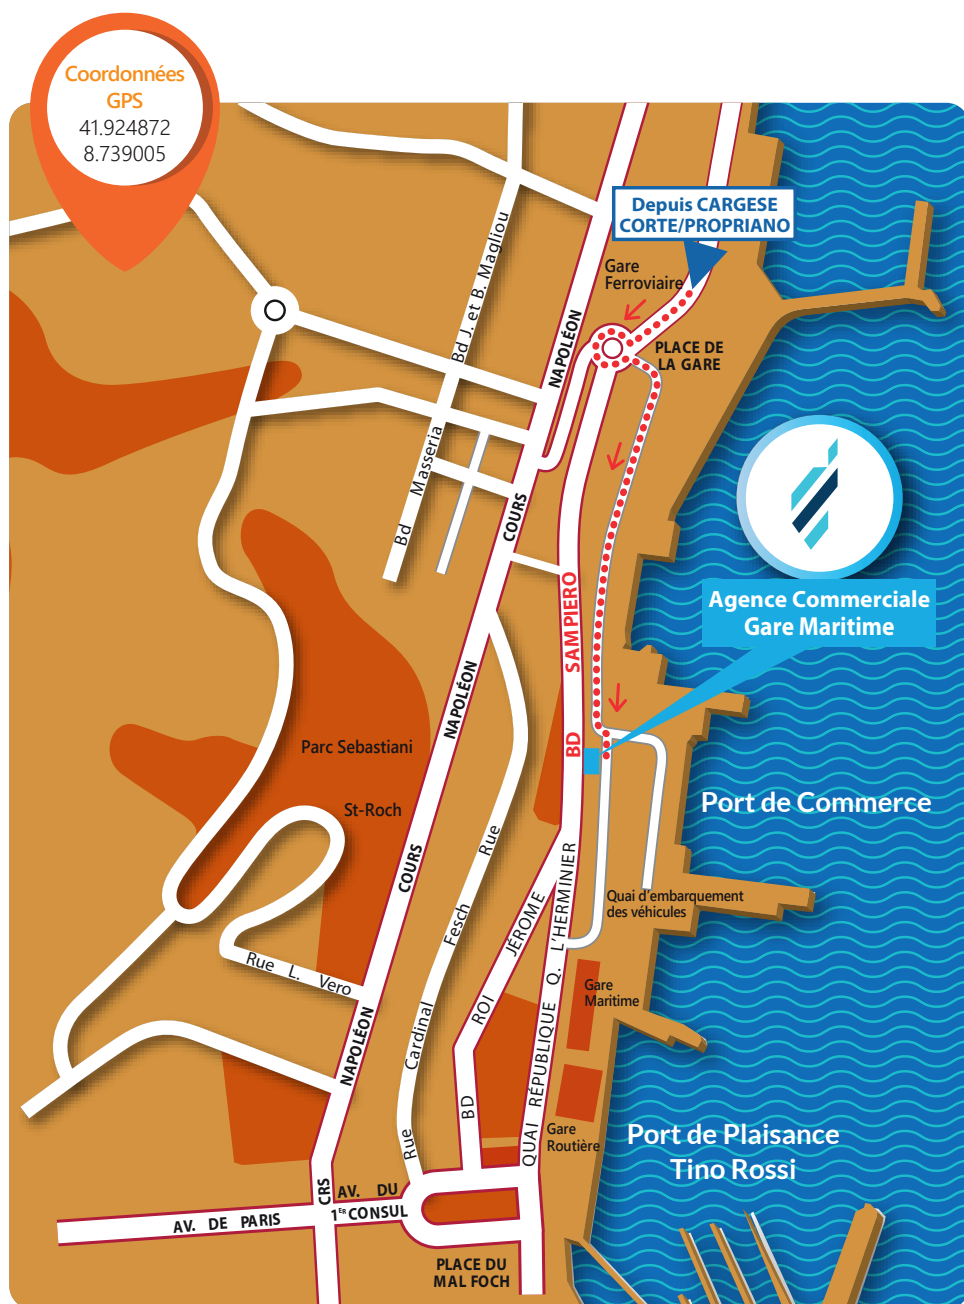 Coordonnées
GPS
41.924872
8.739005
Depuis CARGESE
CORTE/PROPRIANO
Gare
Ferroviaire
PLACE DE
LA GARE
Bd J. et B. Magliou
NAPOLÉON
Bd Masseria
COURS
Agence Commerciale
Gare Maritime
BD SAMPIERO
NAPOLÉON
Parc Sebastiani
St-Roch
Port de Commerce
COURS
Rue Cardinal Fesch Rue
Quai d'embarquement
des véhicules
BD ROI JÉROME
QUAI RÉPUBLIQUE Q. L'HERMINIER
Rue L. Vero
Gare
Maritime
NAPOLÉON
Gare
Routière
Port de Plaisance
Tino Rossi
CRS
AV. DE PARIS
AV. DU
1ER CONSUL
PLACE DU
MAL FOCH